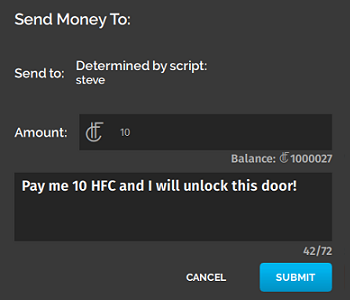 Send Money To:
Send to: Determined by script:
steve
Amount: 10
Balance: 1000027
Pay me 10 HFC and I will unlock this door!
42/72
CANCEL SUBMIT